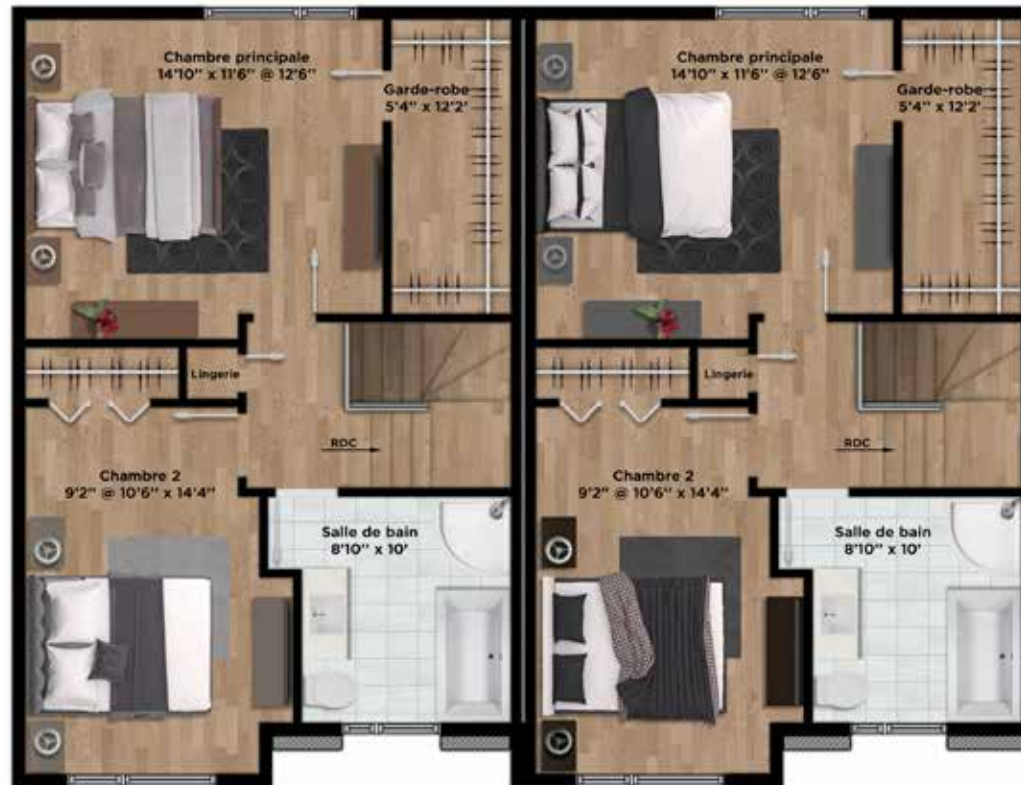 Chambre principale
14'10" x 11'6" @ 12'6"
Garde-robe
5'4" x 12'2'
Lingerie
RDC
Chambre 2
9'2" @ 10'6" x 14'4"
Salle de bain
8'10" x 10'
Chambre principale
14'10" x 11'6" @ 12'6"
Garde-robe
5'4" x 12'2'
Lingerie
RDC
Chambre 2
9'2" @ 10'6" x 14'4"
Salle de bain
8'10" x 10'